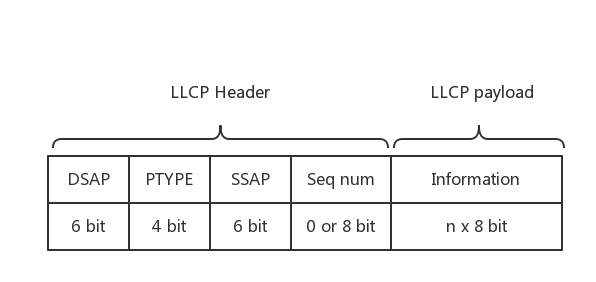 LLCP Header LLCP payload
DSAP PTYPE SSAP Seq num Information
6 bit 4 bit 6 bit 0 or 8 bit n x 8 bit